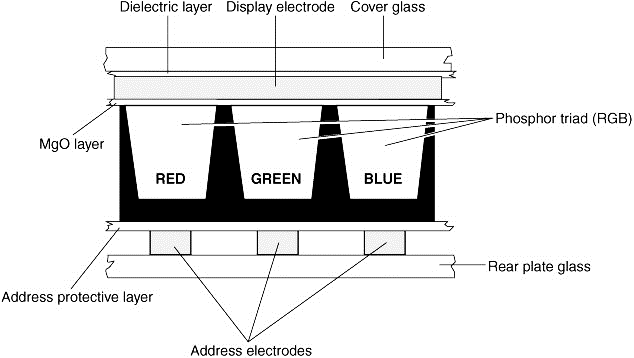 Dielectric layer
Display electrode
Cover glass
Phosphor triad (RGB)
MgO layer
RED
GREEN
BLUE
Rear plate glass
Address protective layer
Address electrodes